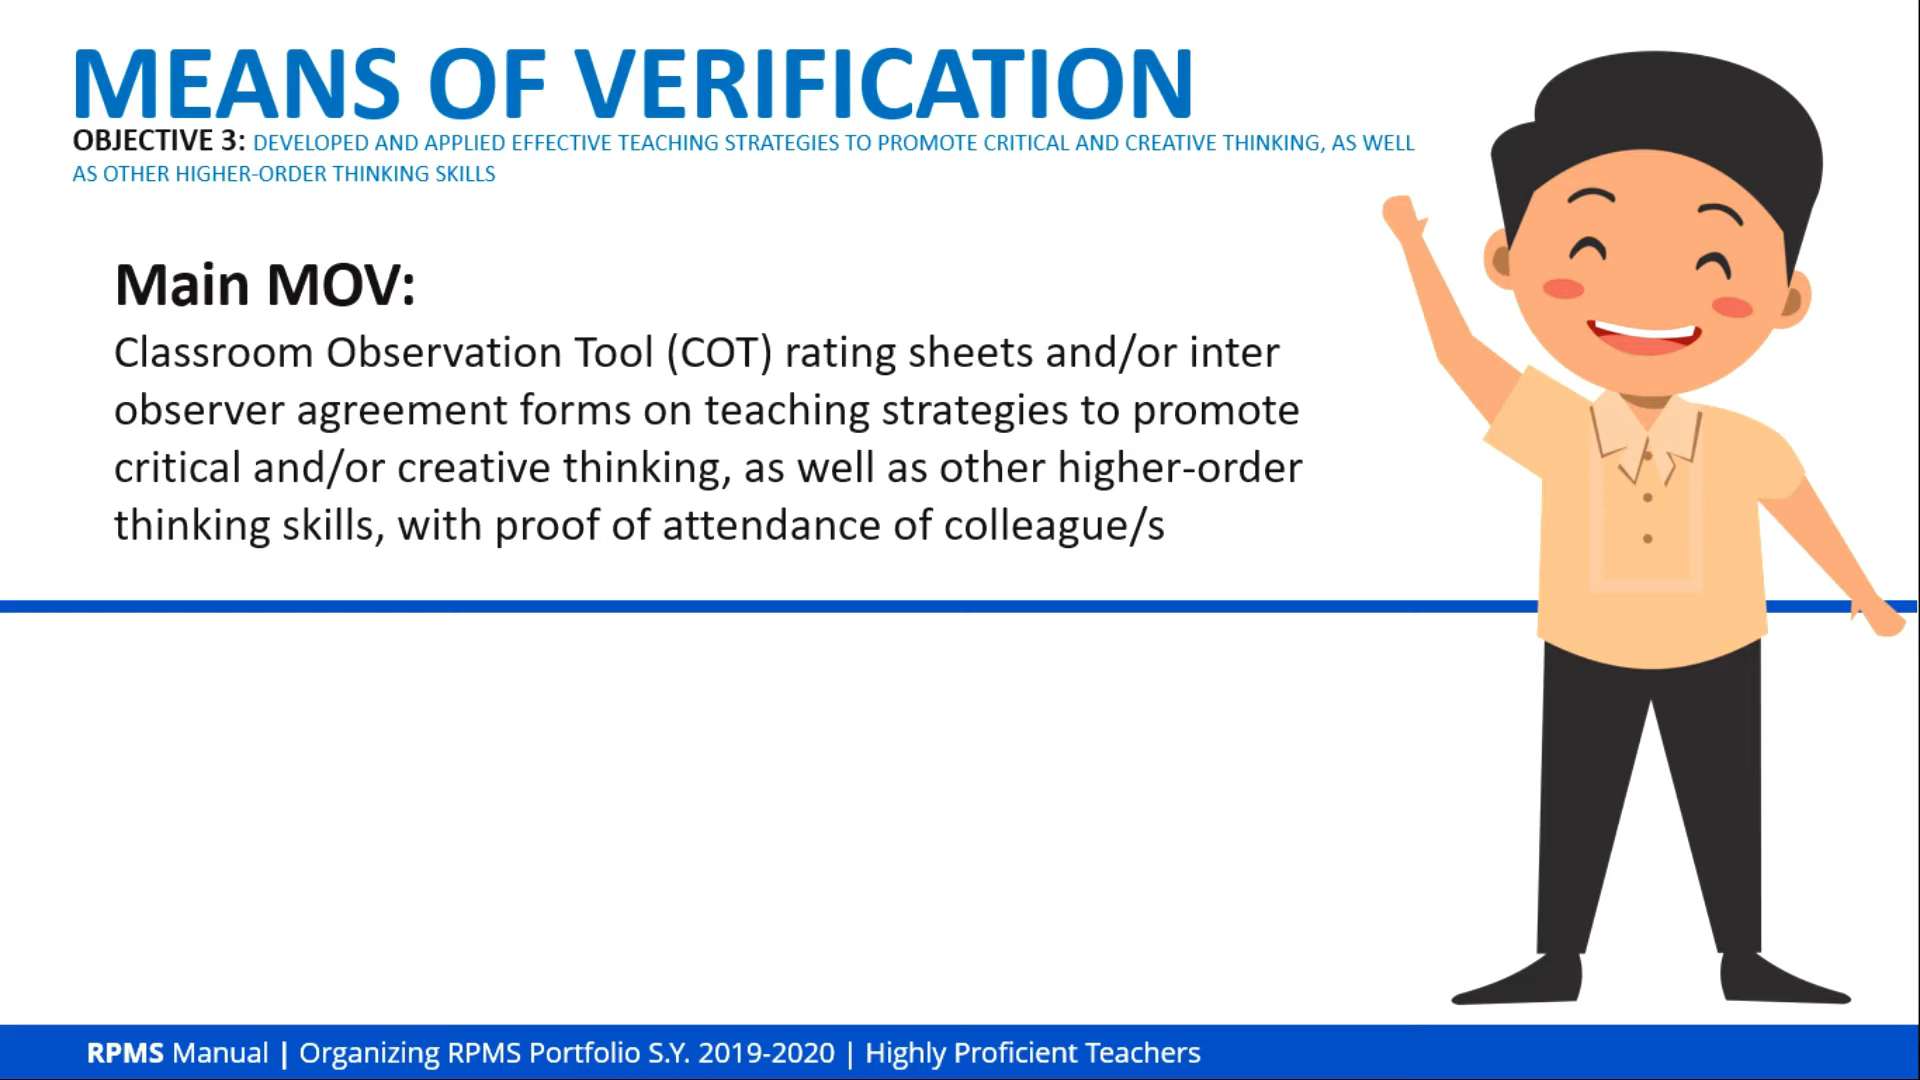 MEANS OF VERIFICATION
OBJECTIVE 3: DEVELOPED AND APPLIED EFFECTIVE TEACHING STRATEGIES TO PROMOTE CRITICAL AND CREATIVE THINKING, AS WELL
AS OTHER HIGHER-ORDER THINKING SKILLS
Main MOV:
Classroom Observation Tool (COT) rating sheets and/or inter
observer agreement forms on teaching strategies to promote
critical and/or creative thinking, as well as other higher-order
thinking skills, with proof of attendance of colleague/s
RPMS Manual | Organizing RPMS Portfolio S.Y. 2019-2020 | Highly Proficient Teachers